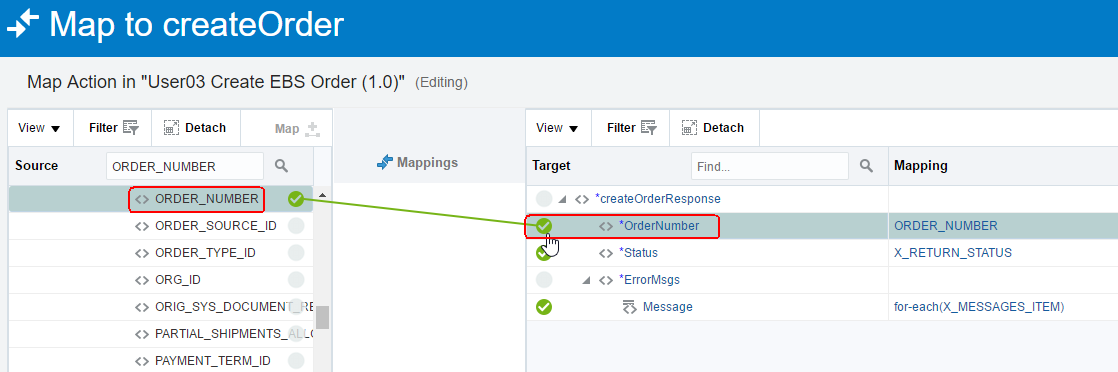 Map to createOrder
Map Action in "User03 Create EBS Order (1.0)" (Editing)
View Filter Detach Map
Source ORDER_NUMBER
ORDER_NUMBER
ORDER_SOURCE_ID
ORDER_TYPE_ID
ORG_ID
ORIG_SYS_DOCUMENT_RE
PARTIAL_SHIPMENTS_ALLO
PAYMENT_TERM_ID
Mappings
View Filter Detach
Target Find... Mapping
*createOrderResponse
*OrderNumber ORDER_NUMBER
*Status X_RETURN_STATUS
*ErrorMsgs
Message for-each(X_MESSAGES_ITEM)